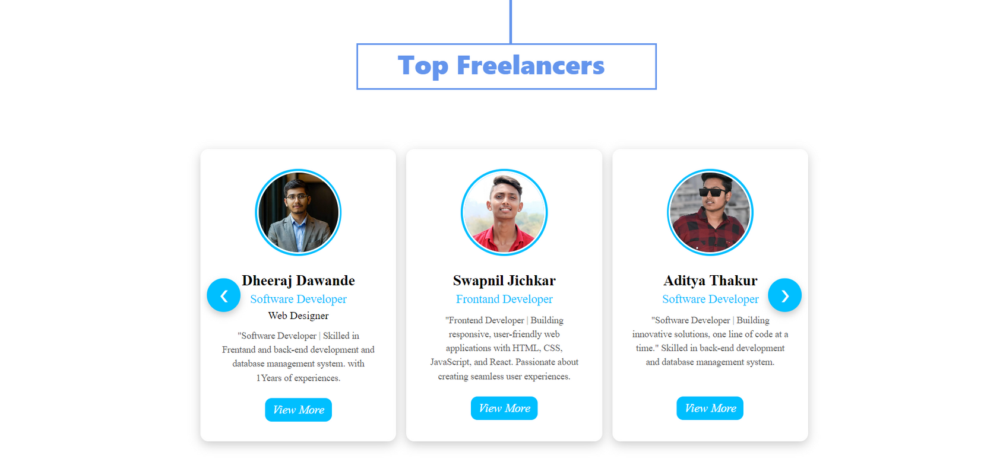 Top Freelancers
Dheeraj Dawande
Software Developer
Web Designer
"Software Developer | Skilled in
Frentand and back-end development and
database management system. with
1Years of experiences.
View More
Swapnil Jichkar
Frontand Developer
"Frontend Developer | Building
responsive, user-friendly web
applications with HTML, CSS,
JavaScript, and React. Passionate about
creating seamless user experiences.
View More
Aditya Thakur
Software Developer
"Software Developer | Building
innovative solutions, one line of code at a
time." Skilled in back-end development
and database management system.
View More